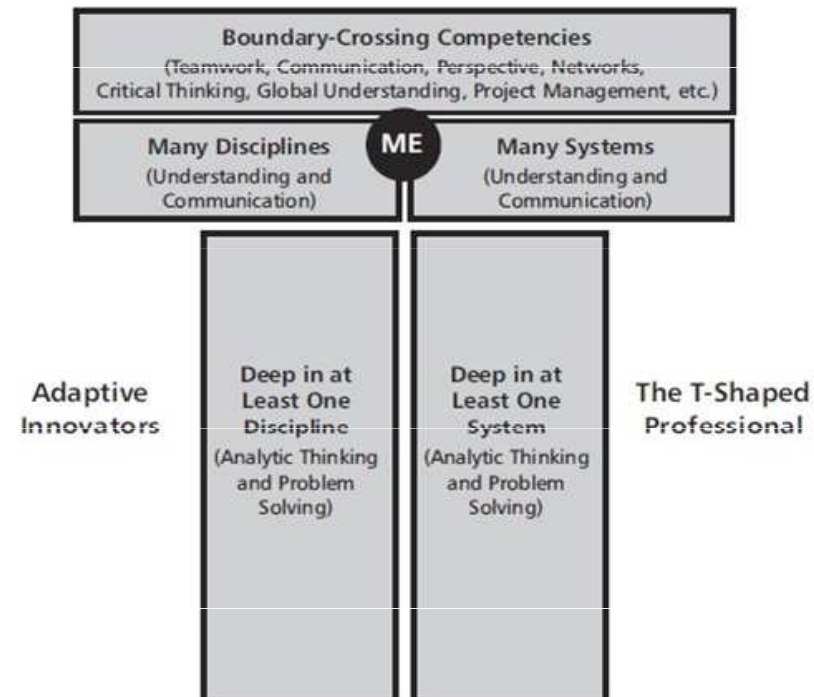 Boundary-Crossing Competencies
(Teamwork, Communication, Perspective, Networks,
Critical Thinking, Global Understanding, Project Management, etc.)
ME
Many Disciplines
(Understanding and
Communication)
Many Systems
(Understanding and
Communication)
Adaptive
Innovators
Deep in at
Least One
Discipline
(Analytic Thinking
and Problem
Solving)
Deep in at
Least One
System
(Analytic Thinking
and Problem
Solving)
The T-Shaped
Professional